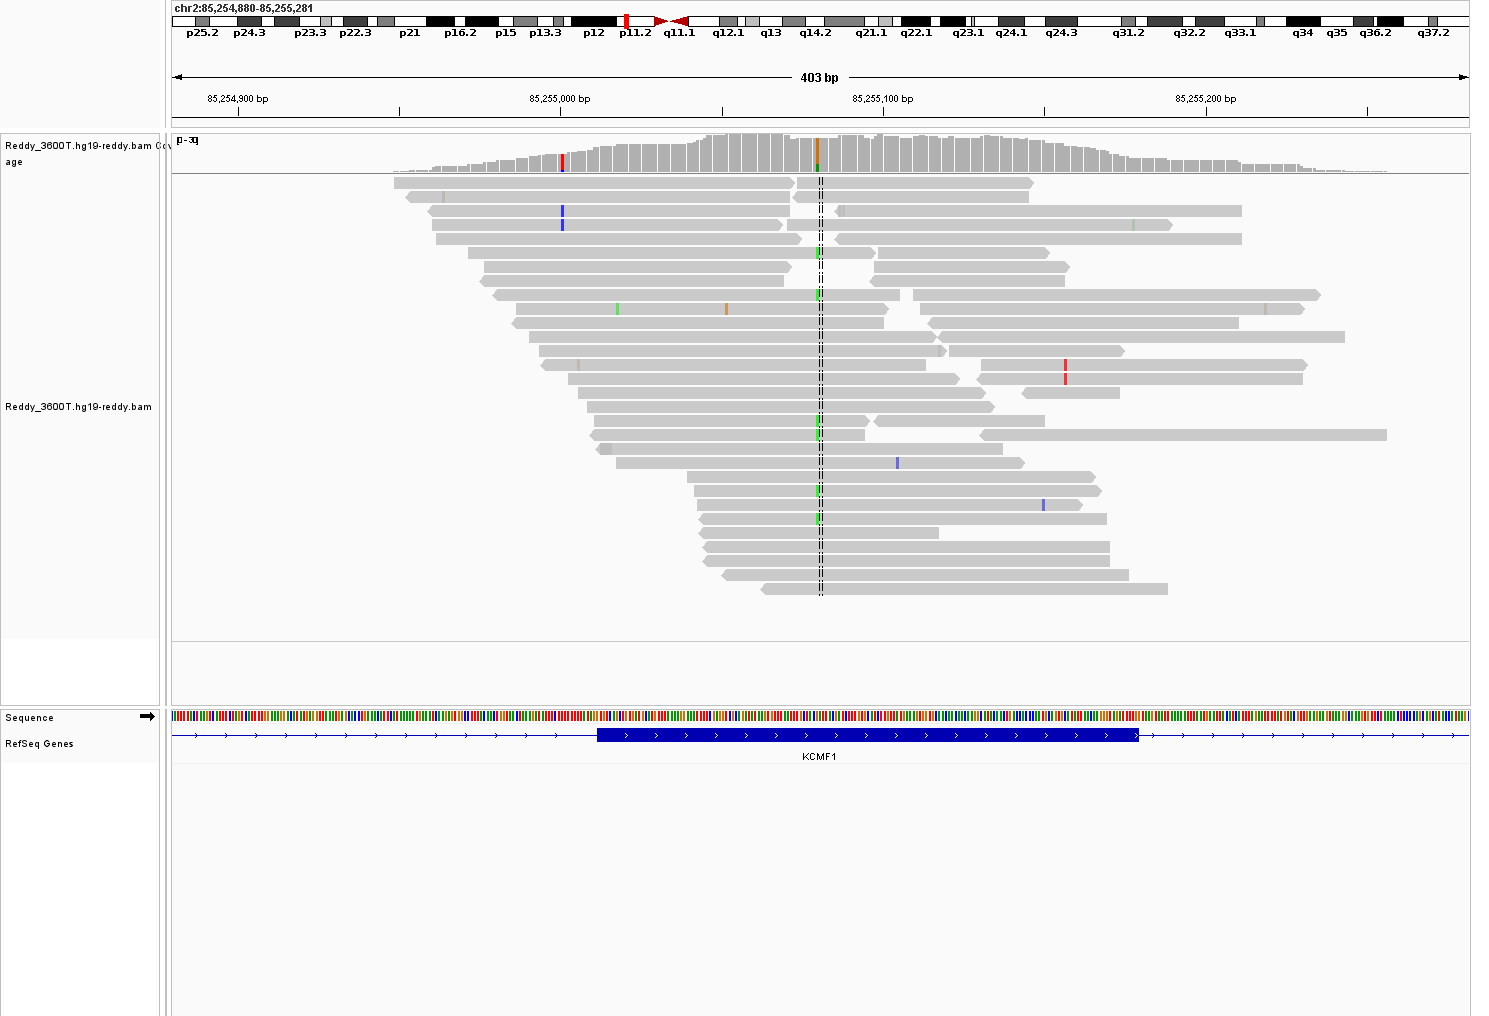 chr2:85,254,880-85,255,281
p25.2 p24.3 p23.3 p22.3 p21 p16.2 p15 p13.3 p12 p11.2 q11.1 q12.1 q13 q14.2 q21.1 q22.1 q23.1 q24.1 q24.3 q31.2 q32.2 q33.1 q34 q35 q36.2 q37.2
403 bp
85,254,900 bp 85,255,000 bp 85,255,100 bp 85,255,200 bp
Reddy_3600T.hg19-reddy.bam Cov
age
Reddy_3600T.hg19-reddy.bam
Sequence
RefSeq Genes
KCMF1